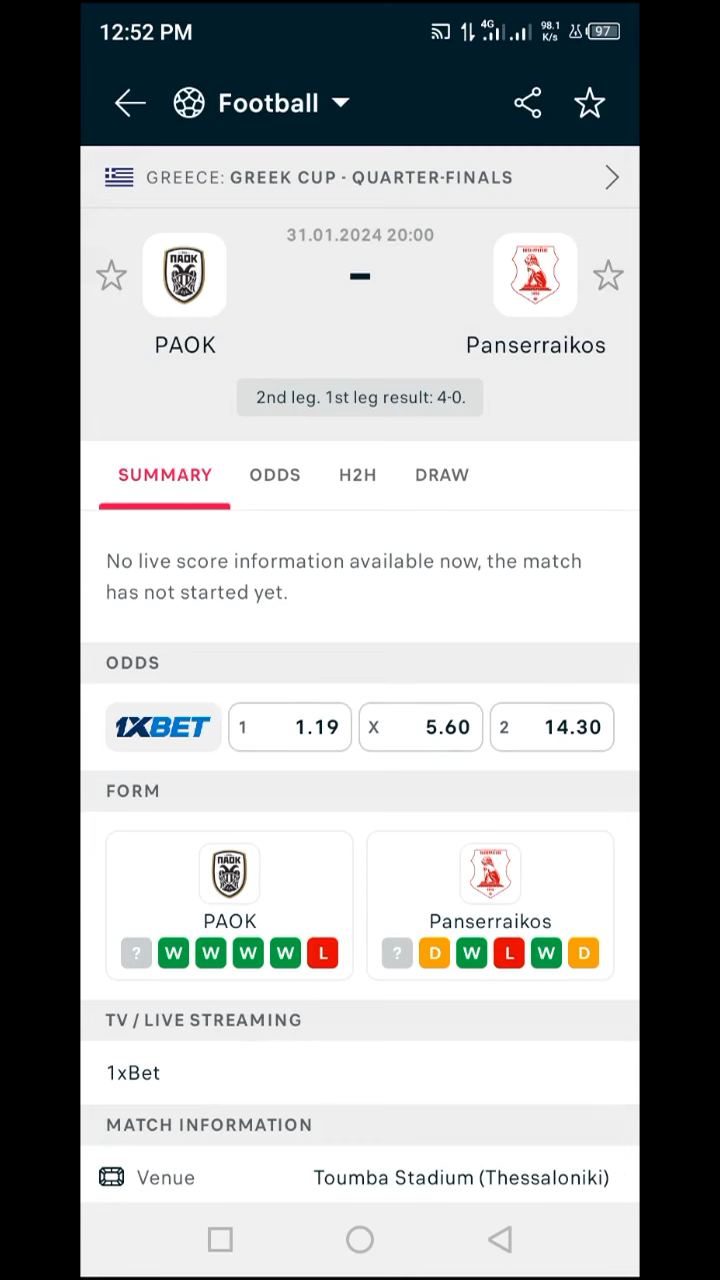 12:52 PM
4G
98.1
K/s
97
Football
GREECE: GREEK CUP - QUARTER-FINALS
31.01.2024 20:00
ΠΑΟΚ
-
PAOK
Panserraikos
2nd leg. 1st leg result: 4-0.
SUMMARY ODDS H2H DRAW
No live score information available now, the match
has not started yet.
ODDS
1XBET 1 1.19 X 5.60 2 14.30
FORM
ΠΑΟΚ
PAOK
Panserraikos
? W W W W L
? D W L W D
TV / LIVE STREAMING
1xBet
MATCH INFORMATION
Venue Toumba Stadium (Thessaloniki)